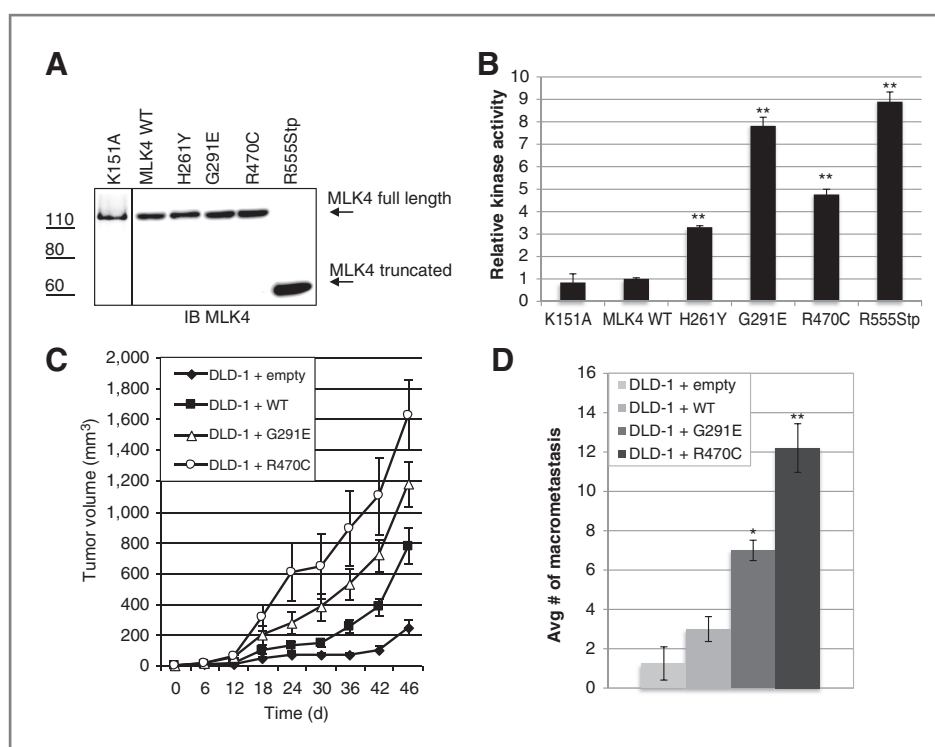 A
K151A
MLK4 WT
H261Y
G291E
R470C
R555Stp
110
80
60
MLK4 full length
MLK4 truncated
IB MLK4
B
Relative kinase activity
10
9
8
7
6
5
4
3
2
1
0
**
**
**
**
K151A MLK4 WT H261Y G291E R470C R555Stp
C
Tumor volume (mm³)
2,000
1,800
1,600
1,400
1,200
1,000
800
600
400
200
0
DLD-1 + empty
DLD-1 + WT
DLD-1 + G291E
DLD-1 + R470C
0 6 12 18 24 30 36 42 46
Time (d)
D
Avg # of macrometastasis
16
14
12
10
8
6
4
2
0
DLD-1 + empty
DLD-1 + WT
DLD-1 + G291E
DLD-1 + R470C
*
**